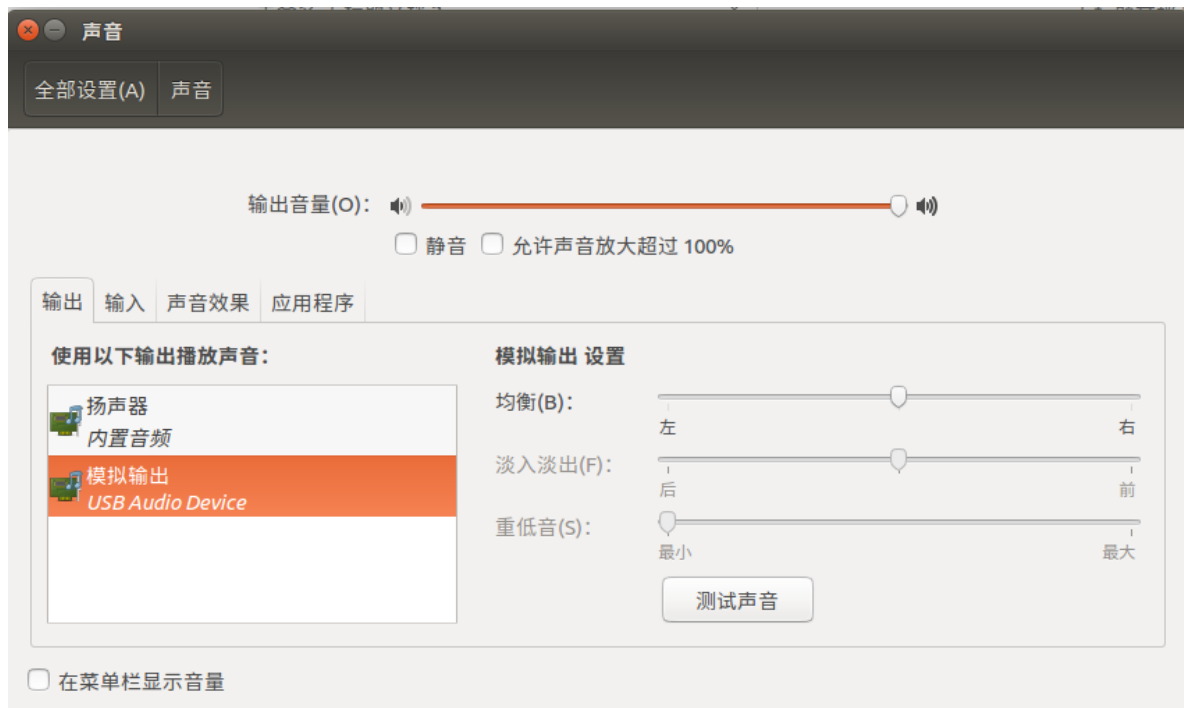 声音
全部设置(A) 声音
输出音量(O):
静音 允许声音放大超过 100%
输出 输入 声音效果 应用程序
使用以下输出播放声音:
扬声器
内置音频
模拟输出
USB Audio Device
模拟输出 设置
均衡(B):
左 右
淡入淡出(F):
后 前
重低音(S):
最小 最大
测试声音
在菜单栏显示音量